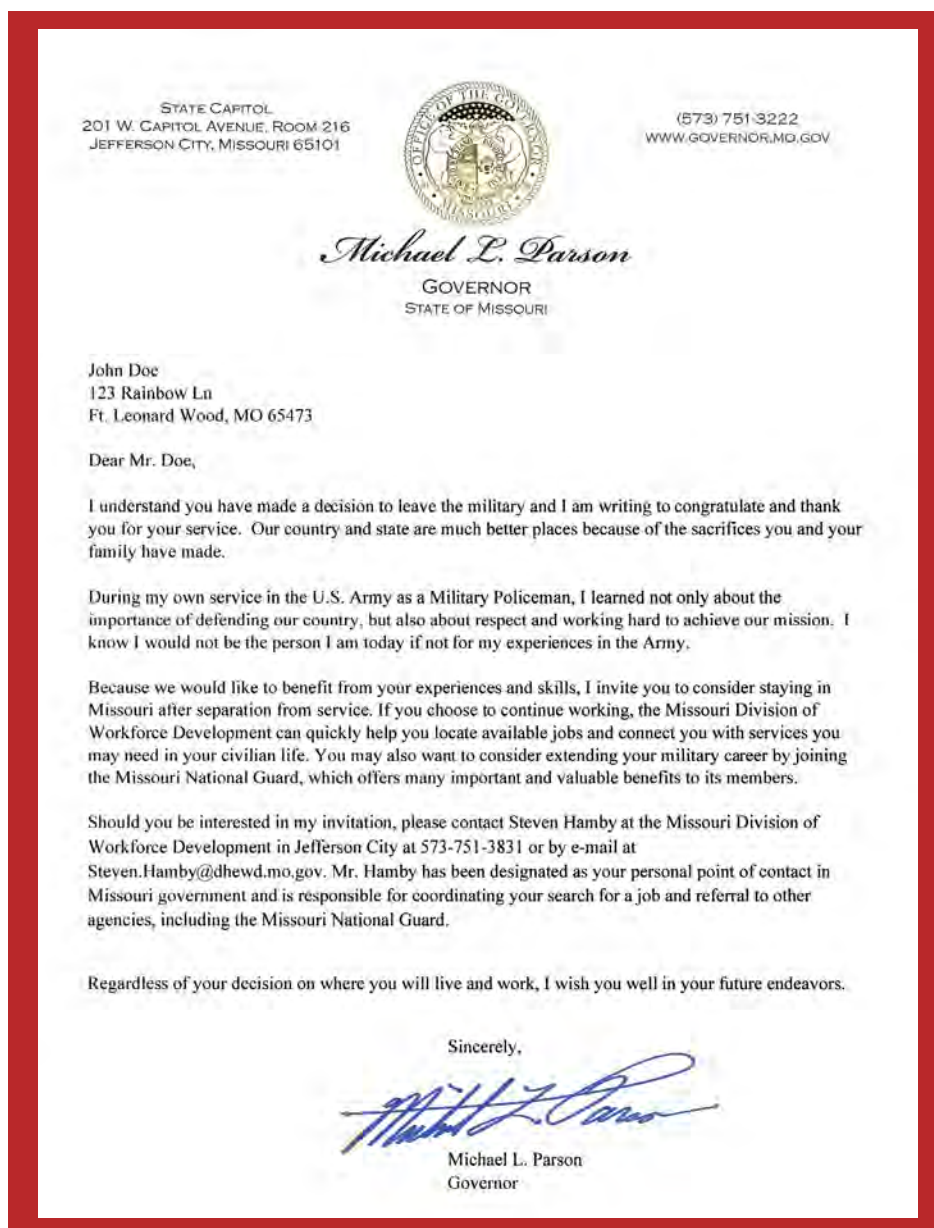 STATE CAPITOL
201 W. CAPITOL AVENUE, ROOM 216
JEFFERSON CITY, MISSOURI 65101
OFFICE OF THE GOVERNOR
MISSOURI
(573) 751-3222
WWW.GOVERNOR.MO.GOV
Michael L. Parson
GOVERNOR
STATE OF MISSOURI
John Doe
123 Rainbow Ln
Ft. Leonard Wood, MO 65473
Dear Mr. Doe,
I understand you have made a decision to leave the military and I am writing to congratulate and thank
you for your service.  Our country and state are much better places because of the sacrifices you and your
family have made.
During my own service in the U.S. Army as a Military Policeman, I learned not only about the
importance of defending our country, but also about respect and working hard to achieve our mission.  I
know I would not be the person I am today if not for my experiences in the Army.
Because we would like to benefit from your experiences and skills, I invite you to consider staying in
Missouri after separation from service. If you choose to continue working, the Missouri Division of
Workforce Development can quickly help you locate available jobs and connect you with services you
may need in your civilian life. You may also want to consider extending your military career by joining
the Missouri National Guard, which offers many important and valuable benefits to its members.
Should you be interested in my invitation, please contact Steven Hamby at the Missouri Division of
Workforce Development in Jefferson City at 573-751-3831 or by e-mail at
Steven.Hamby@dhewd.mo.gov. Mr. Hamby has been designated as your personal point of contact in
Missouri government and is responsible for coordinating your search for a job and referral to other
agencies, including the Missouri National Guard.
Regardless of your decision on where you will live and work, I wish you well in your future endeavors.
Sincerely,
Michael L. Parson
Governor